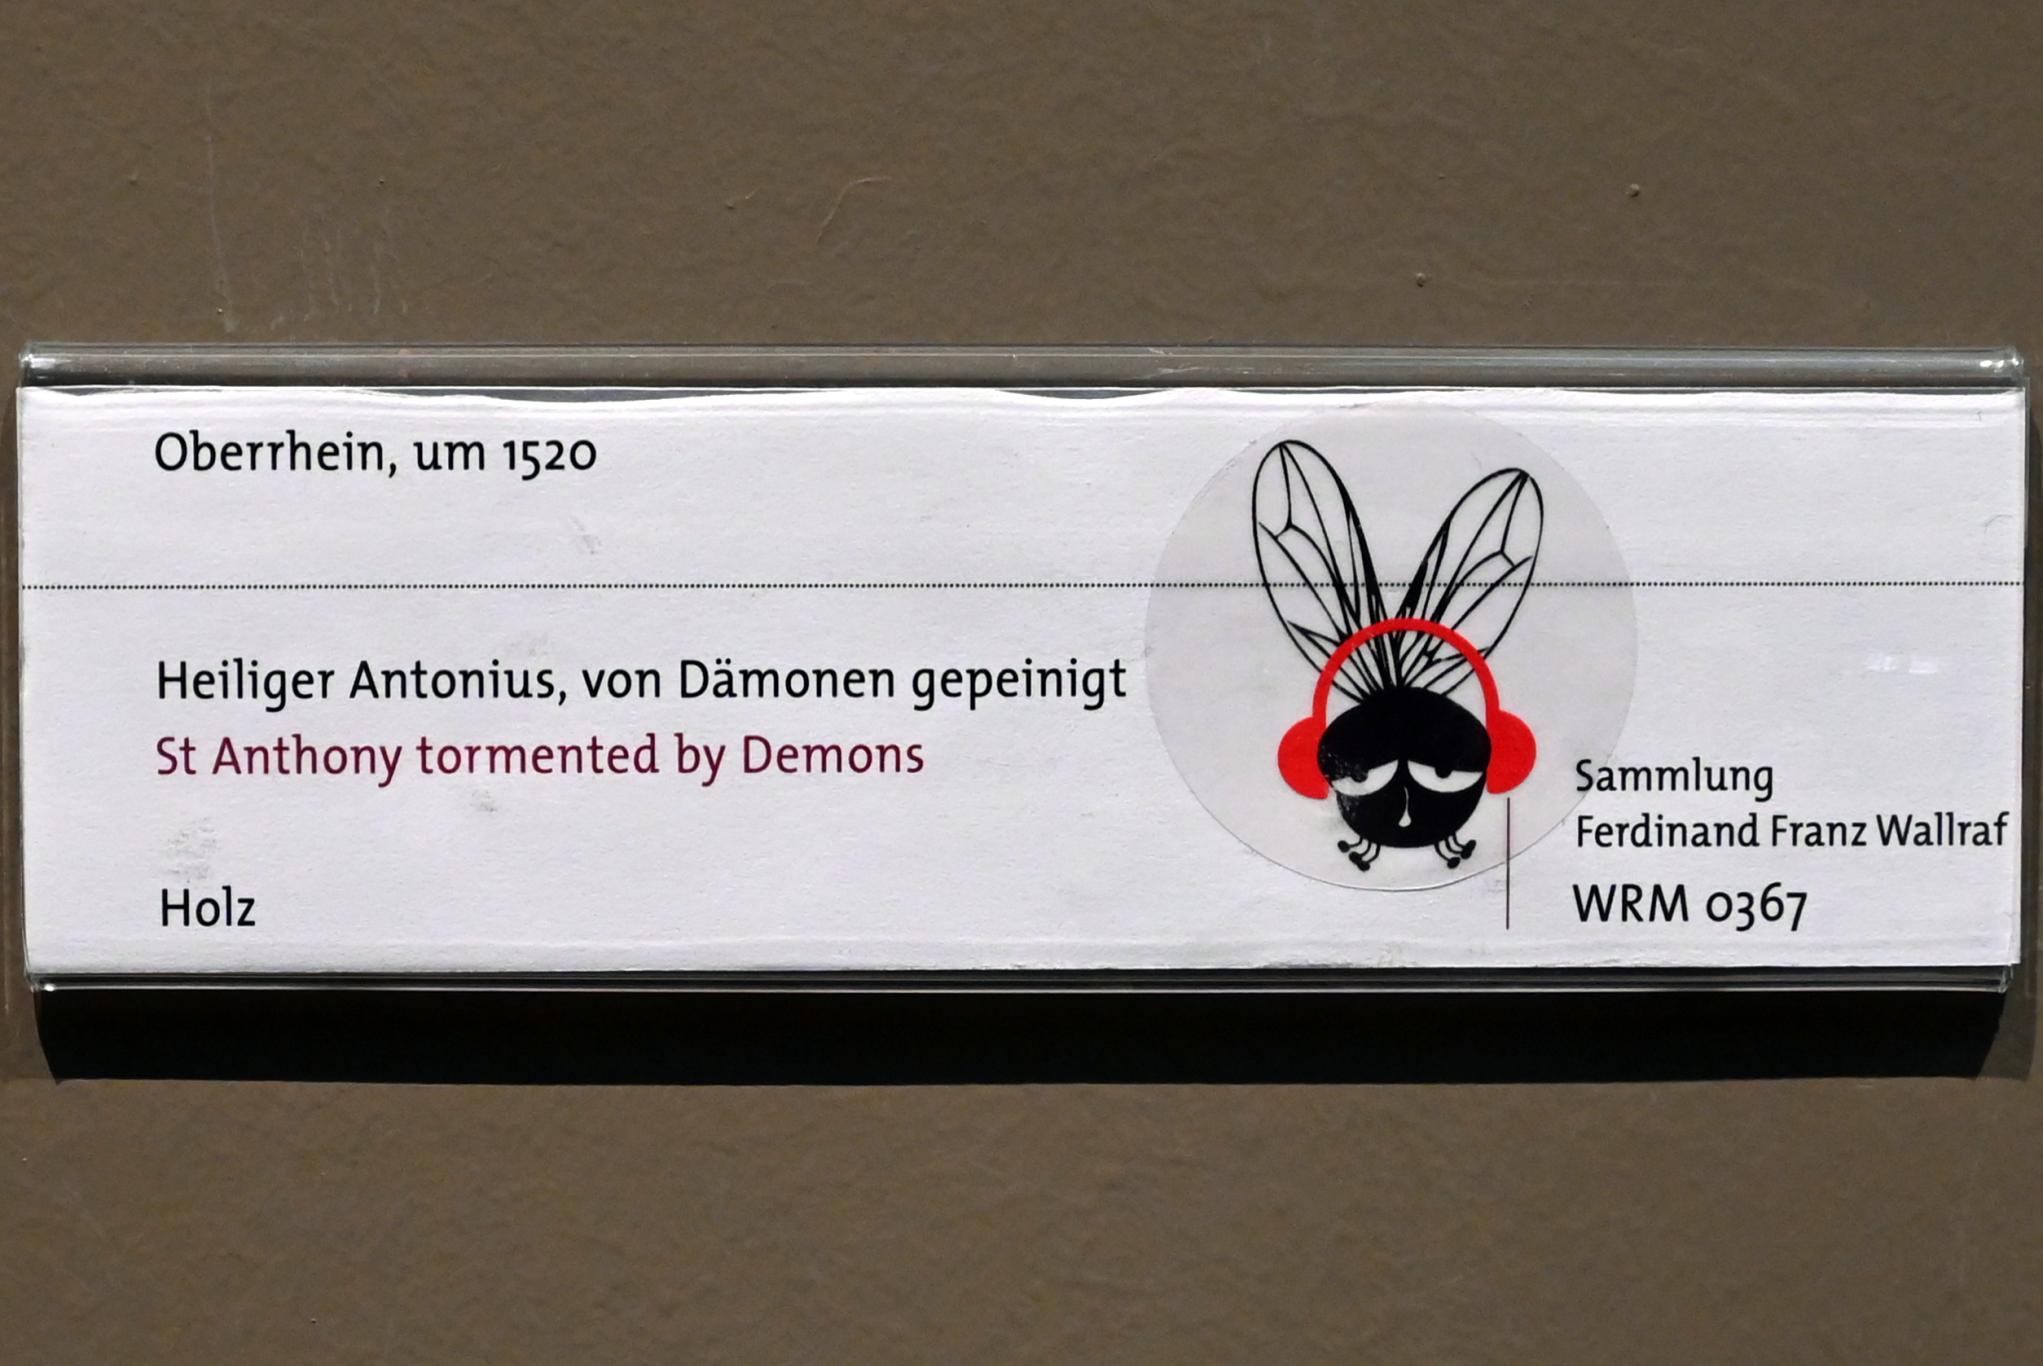 Oberrhein, um 1520
Heiliger Antonius, von Dämonen gepeinigt
St Anthony tormented by Demons
Holz
Sammlung
Ferdinand Franz Wallraf
WRM 0367